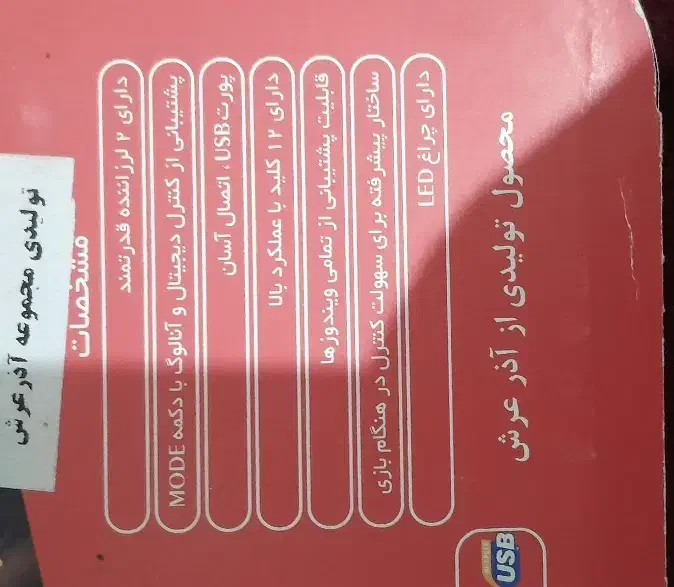 تولیدی مجموعه آذر عرش
مشخصات
دارای ۲ لرزاننده قدرتمند
پشتیبانی از کنترل دیجیتال و آنالوگ با دکمه MODE
پورت USB ، اتصال آسان
دارای ۱۲ کلید با عملکرد بالا
قابلیت پشتیبانی از تمامی ویندوزها
ساختار پیشرفته برای سهولت کنترل در هنگام بازی
دارای چراغ LED
محصول تولیدی از آذر عرش
USB